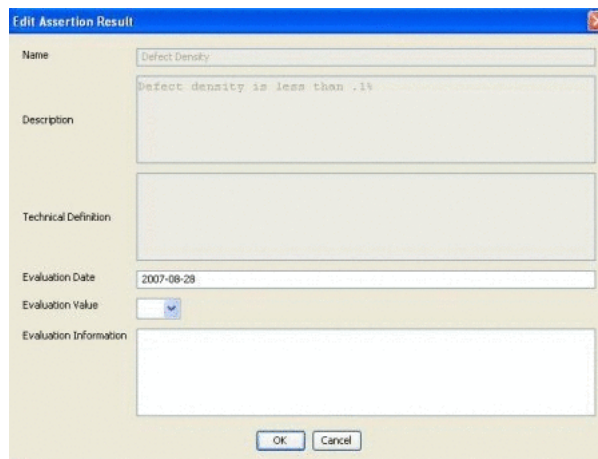 Edit Assertion Result
Name
Defect Density
Description
Defect density is less than .1%
Technical Definition
Evaluation Date
2007-08-28
Evaluation Value
Evaluation Information
OK
Cancel